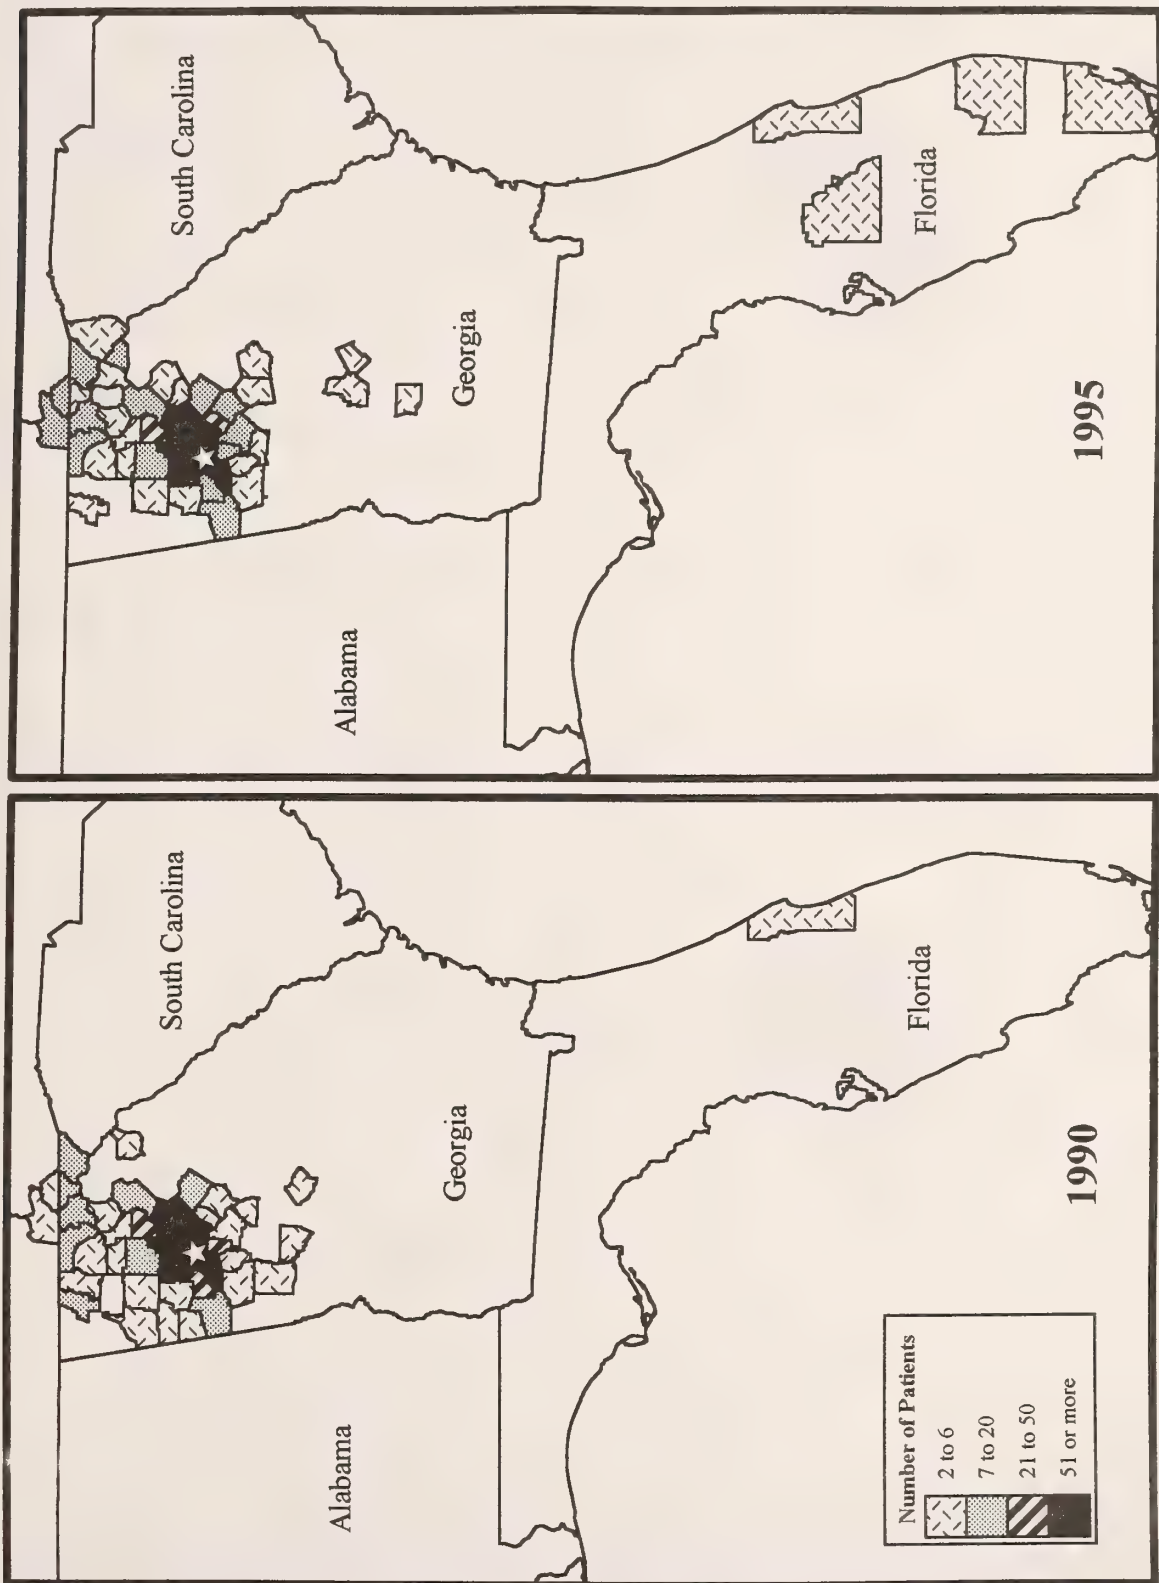 South Carolina
Georgia
Alabama
Florida
1990
Number of Patients
2 to 6
7 to 20
21 to 50
51 or more
South Carolina
Georgia
Alabama
Florida
1995